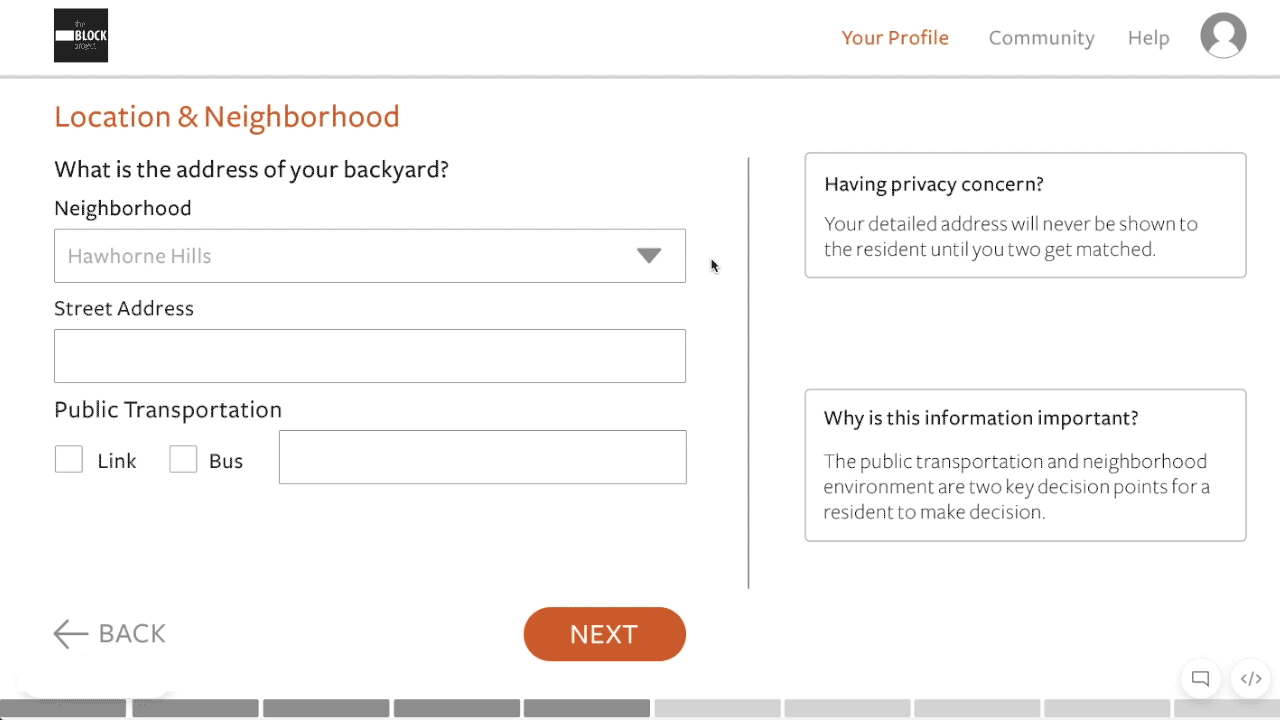 the
BLOCK
project
Your Profile
Community
Help
Location & Neighborhood
What is the address of your backyard?
Neighborhood
Hawhorne Hills
Street Address
Public Transportation
Link
Bus
Having privacy concern?
Your detailed address will never be shown to
the resident until you two get matched.
Why is this information important?
The public transportation and neighborhood
environment are two key decision points for a
resident to make decision.
BACK
NEXT